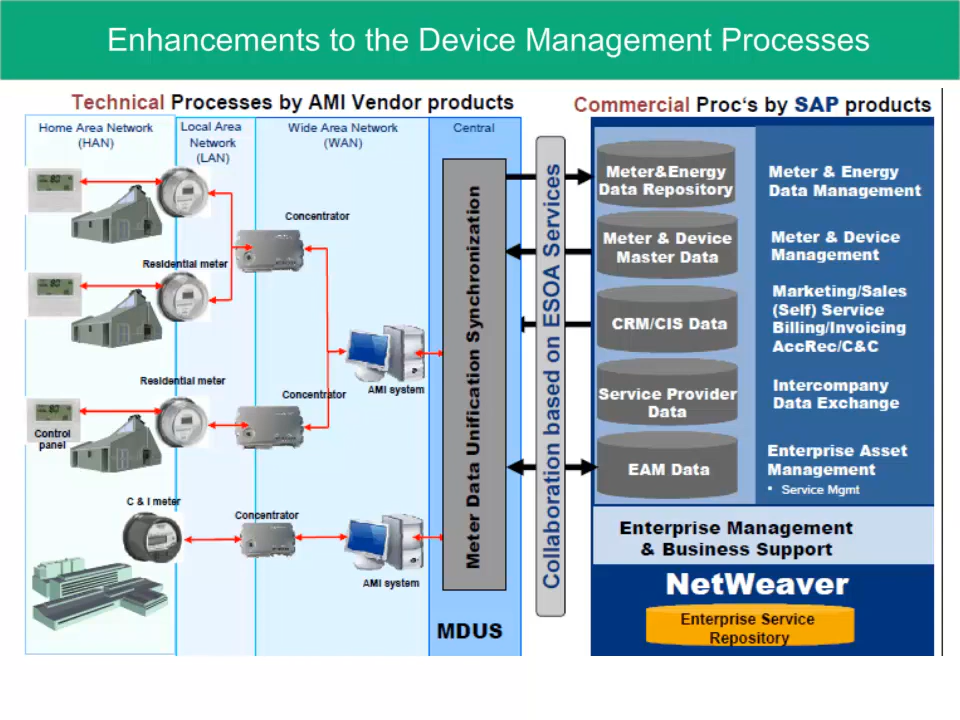 Enhancements to the Device Management Processes
Technical Processes by AMI Vendor products
Commercial Proc's by SAP products
Home Area Network
(HAN)
Local Area
Network
(LAN)
Wide Area Network
(WAN)
Central
Concentrator
Residential meter
Residential meter
Concentrator
AMI system
Control
panel
C & I meter
Concentrator
AMI system
Meter Data Unification Synchronization
MDUS
Collaboration based on ESOA Services
Meter&Energy
Data Repository
Meter & Energy
Data Management
Meter & Device
Master Data
Meter & Device
Management
CRM/CIS Data
Marketing/Sales
(Self) Service
Billing/Invoicing
AccRec/C&C
Service Provider
Data
Intercompany
Data Exchange
EAM Data
Enterprise Asset
Management
• Service Mgmt
Enterprise Management
& Business Support
NetWeaver
Enterprise Service
Repository